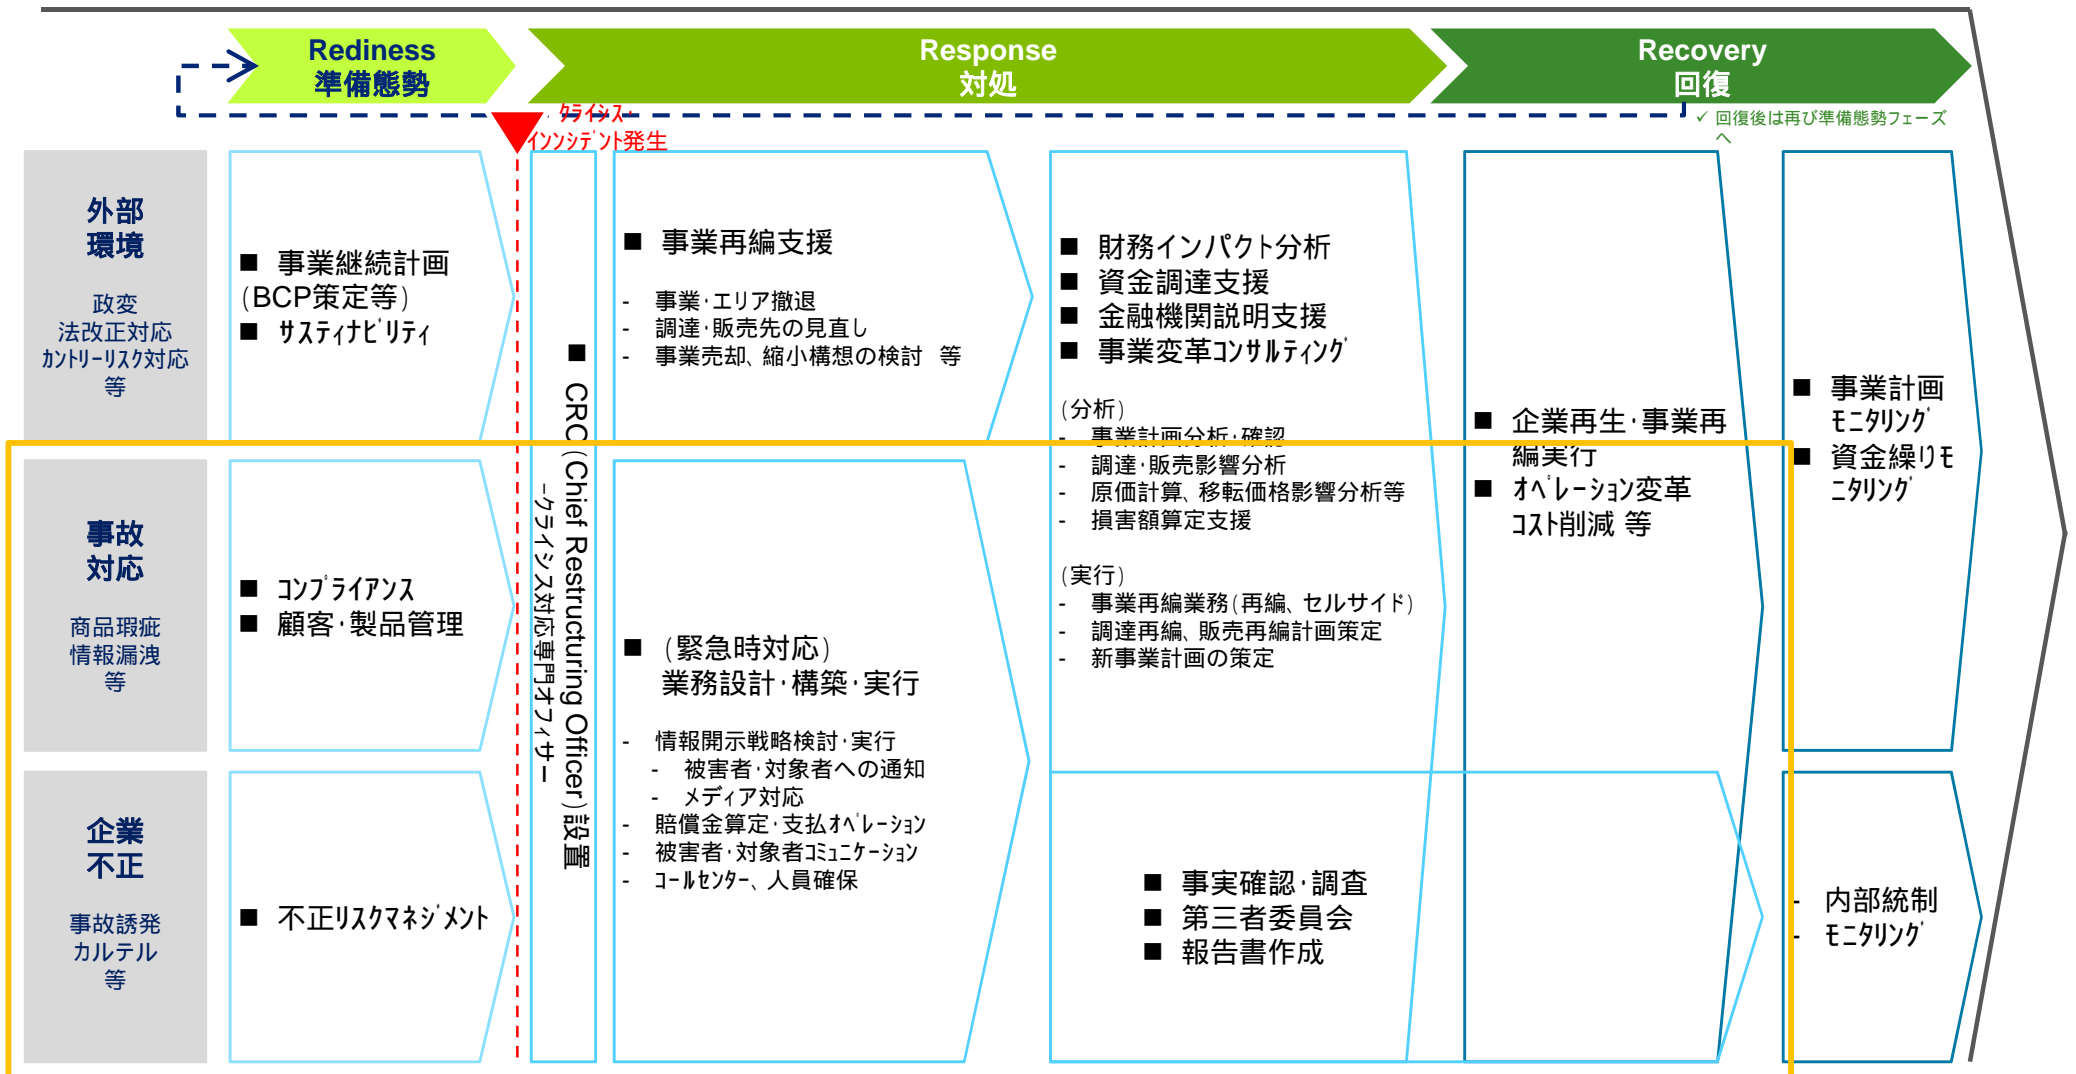 Rediness
準備態勢
Response
対処
Recovery
回復
クライシス・
インシデント発生
✓ 回復後は再び準備態勢フェーズ
へ
外部
環境
政変
法改正対応
カントリーリスク対応
等
■ 事業継続計画
(BCP策定等)
■ サスティナビリティ
■ CRO(Chief Restructuring Officer)設置
-クライシス対応専門オフィサー
■ 事業再編支援
- 事業・エリア撤退
- 調達・販売先の見直し
- 事業売却、縮小構想の検討 等
■ 財務インパクト分析
■ 資金調達支援
■ 金融機関説明支援
■ 事業変革コンサルティング
(分析)
- 事業計画分析・確認
- 調達・販売影響分析
- 原価計算、移転価格影響分析等
- 損害額算定支援
(実行)
- 事業再編業務(再編、セルサイド)
- 調達再編、販売再編計画策定
- 新事業計画の策定
■ 企業再生・事業再
編実行
■ オペレーション変革
コスト削減 等
■ 事業計画
モニタリング
■ 資金繰りモ
ニタリング
事故
対応
商品瑕疵
情報漏洩
等
■ コンプライアンス
■ 顧客・製品管理
■ (緊急時対応)
業務設計・構築・実行
- 情報開示戦略検討・実行
- 被害者・対象者への通知
- メディア対応
- 賠償金算定・支払オペレーション
- 被害者・対象者コミュニケーション
- コールセンター、人員確保
企業
不正
事故誘発
カルテル
等
■ 不正リスクマネジメント
■ 事実確認・調査
■ 第三者委員会
■ 報告書作成
- 内部統制
- モニタリング